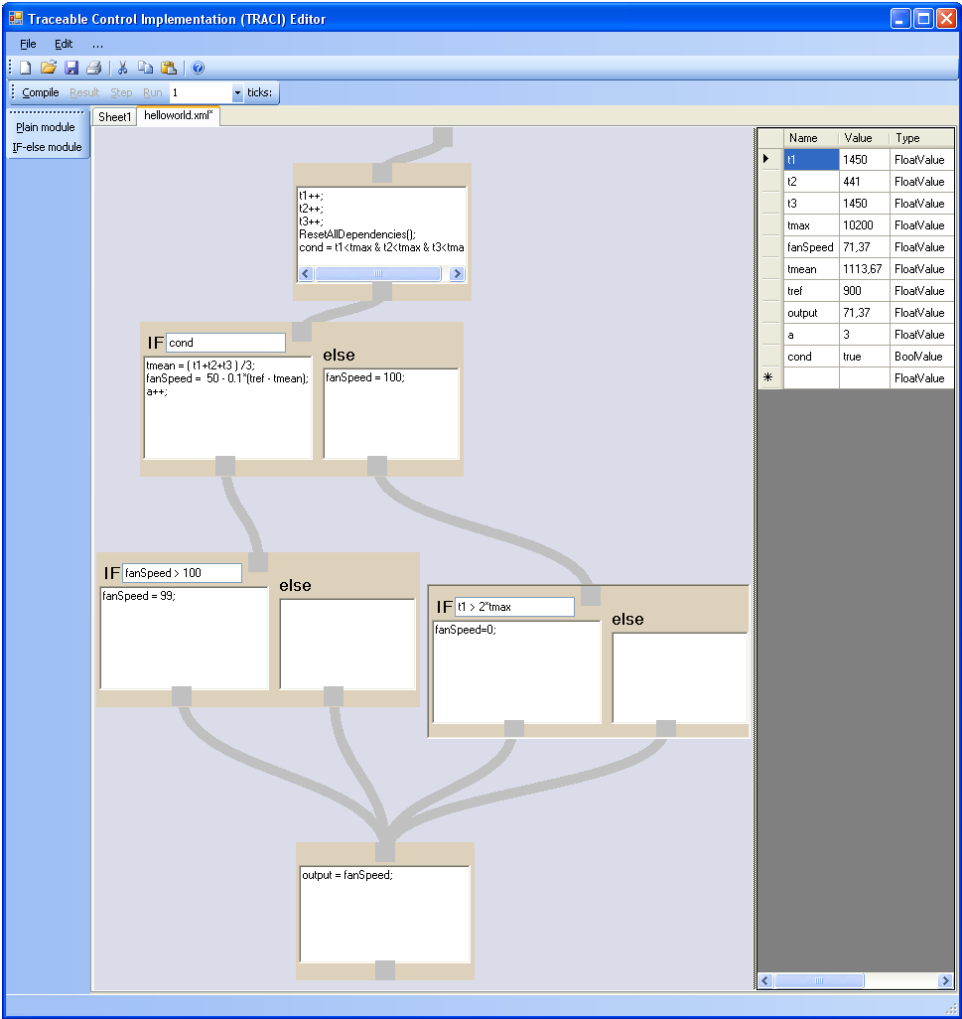 Traceable Control Implementation (TRACI) Editor
File Edit ...
Compile Result Step Run 1 ticks:
Plain module
IF-else module
Sheet1 helloworld.xml*
t1++;
t2++;
t3++;
ResetAllDependencies();
cond = t1<tmax & t2<tmax & t3<tma
IF cond
else
tmean = ( t1+t2+t3 ) /3;
fanSpeed = 50 - 0.1*(tref - tmean);
a++;
fanSpeed = 100;
IF fanSpeed > 100
else
fanSpeed = 99;
IF t1 > 2*tmax
else
fanSpeed=0;
output = fanSpeed;
Name Value Type
t1 1450 FloatValue
t2 441 FloatValue
t3 1450 FloatValue
tmax 10200 FloatValue
fanSpeed 71,37 FloatValue
tmean 1113,67 FloatValue
tref 900 FloatValue
output 71,37 FloatValue
a 3 FloatValue
cond true BoolValue
FloatValue